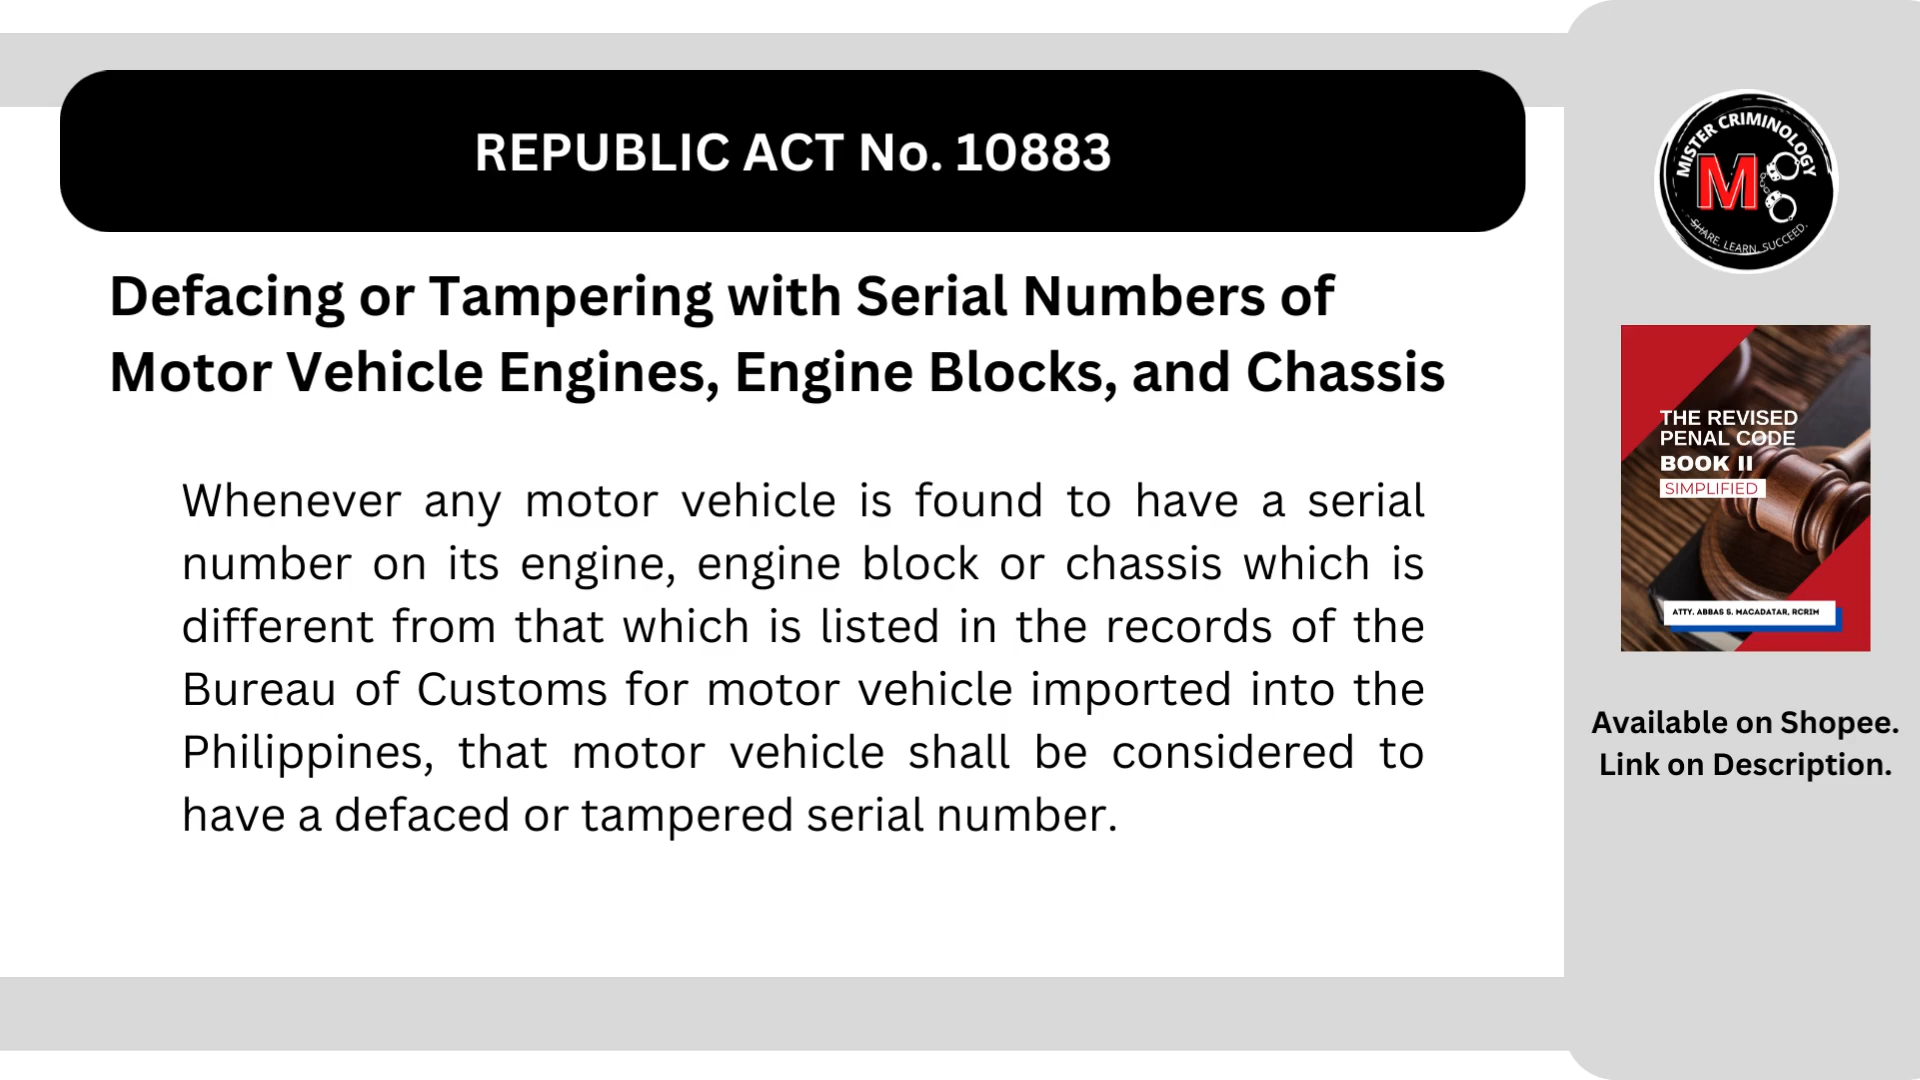 REPUBLIC ACT No. 10883
Defacing or Tampering with Serial Numbers of
Motor Vehicle Engines, Engine Blocks, and Chassis
Whenever any motor vehicle is found to have a serial
number on its engine, engine block or chassis which is
different from that which is listed in the records of the
Bureau of Customs for motor vehicle imported into the
Philippines, that motor vehicle shall be considered to
have a defaced or tampered serial number.
MISTER CRIMINOLOGY
M
SHARE. LEARN. SUCCEED.
THE REVISED
PENAL CODE
BOOK II
SIMPLIFIED
ATTY. ABBAS S. MACADATAR, RCRIM
Available on Shopee.
Link on Description.